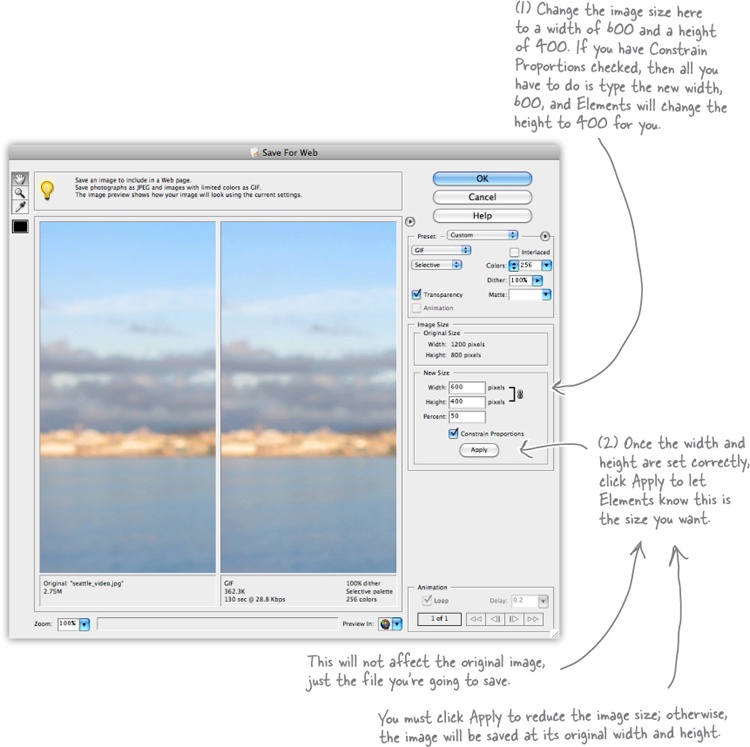 (1) Change the image size here
to a width of 600 and a height
of 400. If you have Constrain
Proportions checked, then all you
have to do is type the new width,
600, and Elements will change the
height to 400 for you.
Save For Web
Save an image to include in a Web page.
Save photographs as JPEG and images with limited colors as GIF.
The image preview shows how your image will look using the current settings.
OK
Cancel
Help
Preset: Custom
GIF
Interlaced
Selective
Colors: 256
Dither: 100%
Transparency
Matte:
Animation
Image Size
Original Size
Width: 1200 pixels
Height: 800 pixels
New Size
Width: 600 pixels
Height: 400 pixels
Percent: 50
Constrain Proportions
Apply
(2) Once the width and
height are set correctly,
click Apply to let
Elements know this is
the size you want.
Original: "seattle_video.jpg"
2.75M
GIF
362.3K
130 sec @ 28.8 Kbps
100% dither
Selective palette
256 colors
Animation
Loop
Delay: 0.2
1 of 1
Zoom: 100%
Preview In:
This will not affect the original image,
just the file you're going to save.
You must click Apply to reduce the image size; otherwise,
the image will be saved at its original width and height.